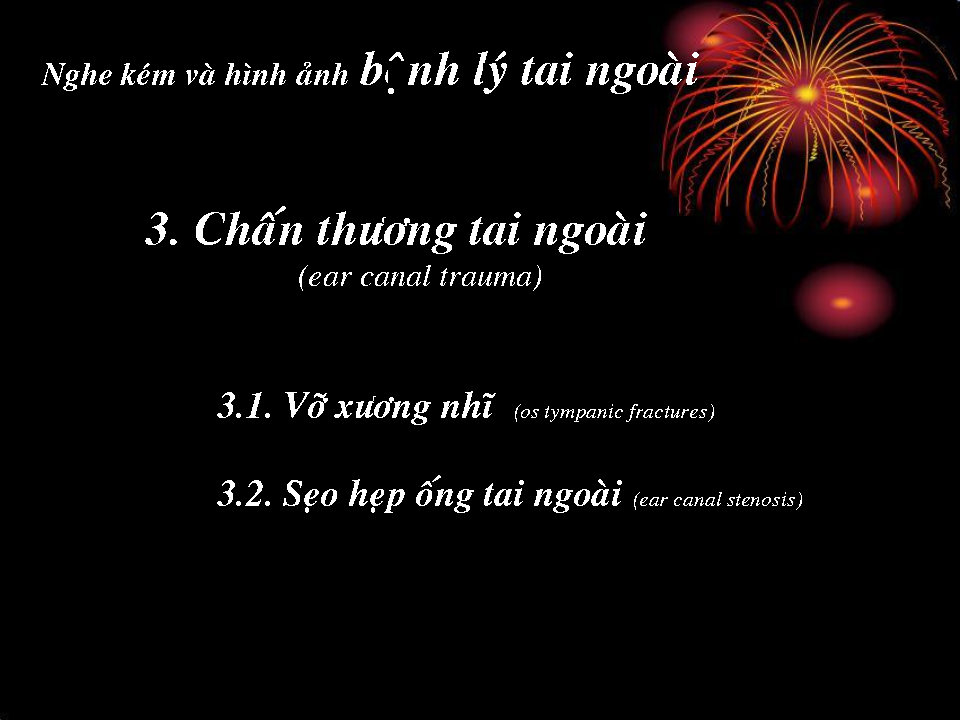 Nghe kém và hình ảnh bệnh lý tai ngoài
3. Chấn thương tai ngoài
(ear canal trauma)
3.1. Vỡ xương nhĩ (os tympanic fractures)
3.2. Sẹo hẹp ống tai ngoài (ear canal stenosis)